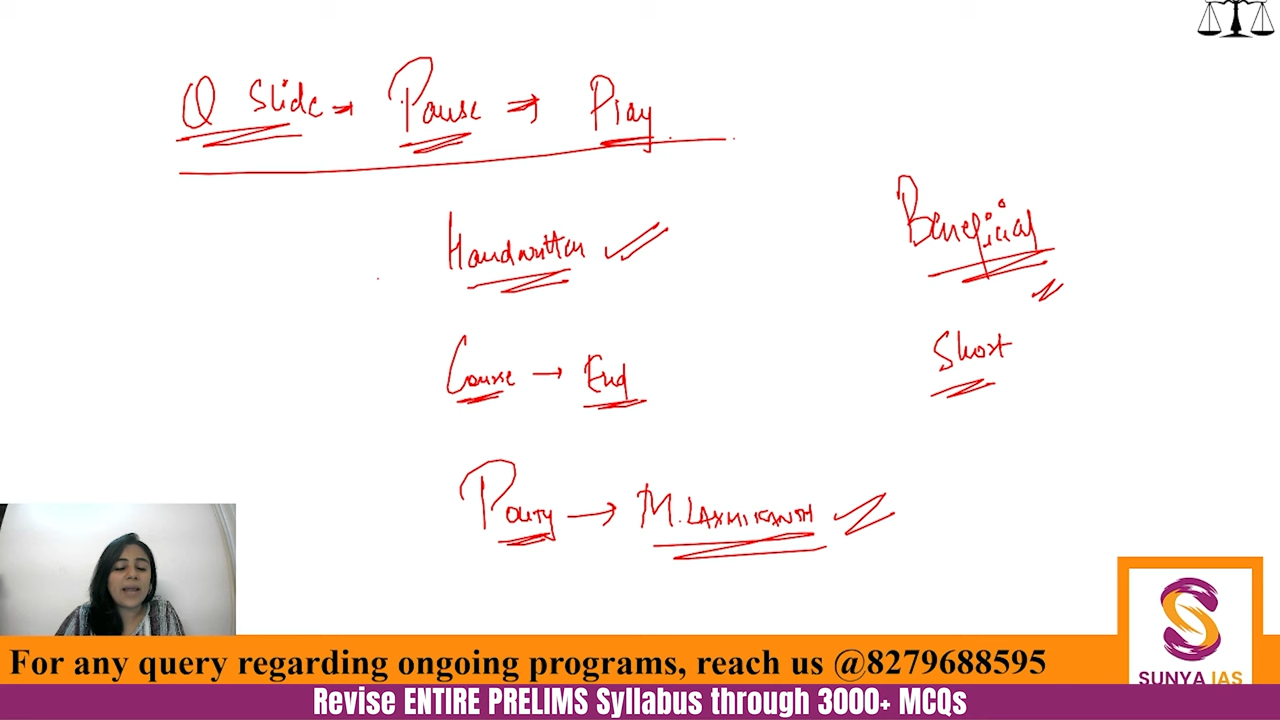 Q Slide → Pause ⇒ Play
Beneficial
Handwritten
Short
Course → End
Polity → M. LAXMIKANTH
SUNYA IAS
For any query regarding ongoing programs, reach us @8279688595
Revise ENTIRE PRELIMS Syllabus through 3000+ MCQs